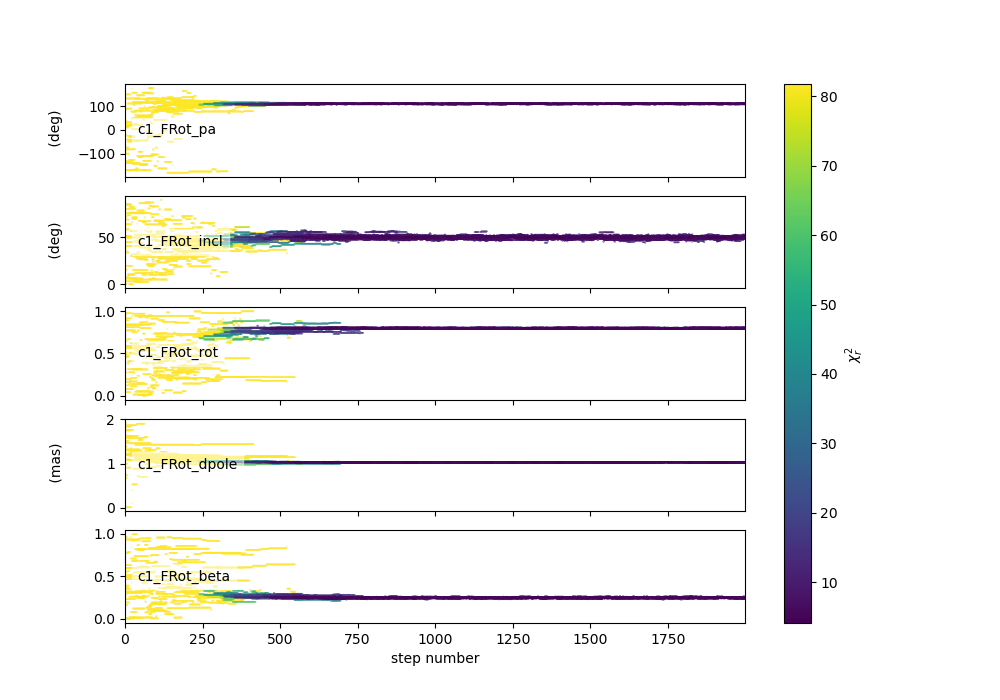 (deg)
100
0
−100
c1_FRot_pa
(deg)
50
0
c1_FRot_incl
1.0
0.5
0.0
c1_FRot_rot
(mas)
2
1
0
c1_FRot_dpole
1.0
0.5
0.0
c1_FRot_beta
0 250 500 750 1000 1250 1500 1750
step number
80
70
60
50
40
30
20
10
χ²ᵣ